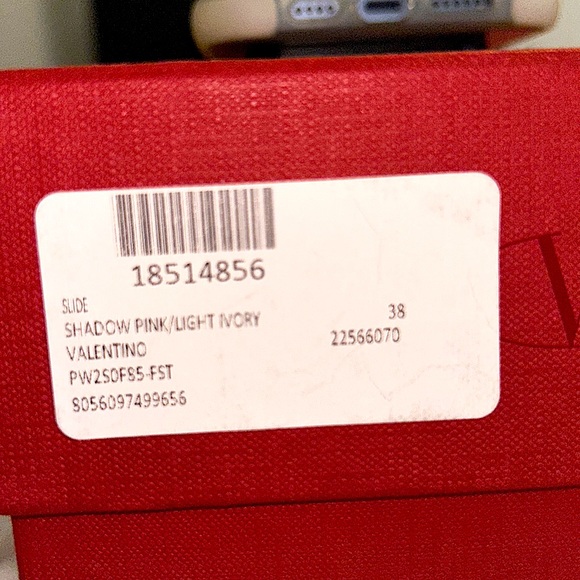 18514856
SLIDE
SHADOW PINK/LIGHT IVORY 38
VALENTINO 22566070
PW2S0F85-FST
8056097499656
V